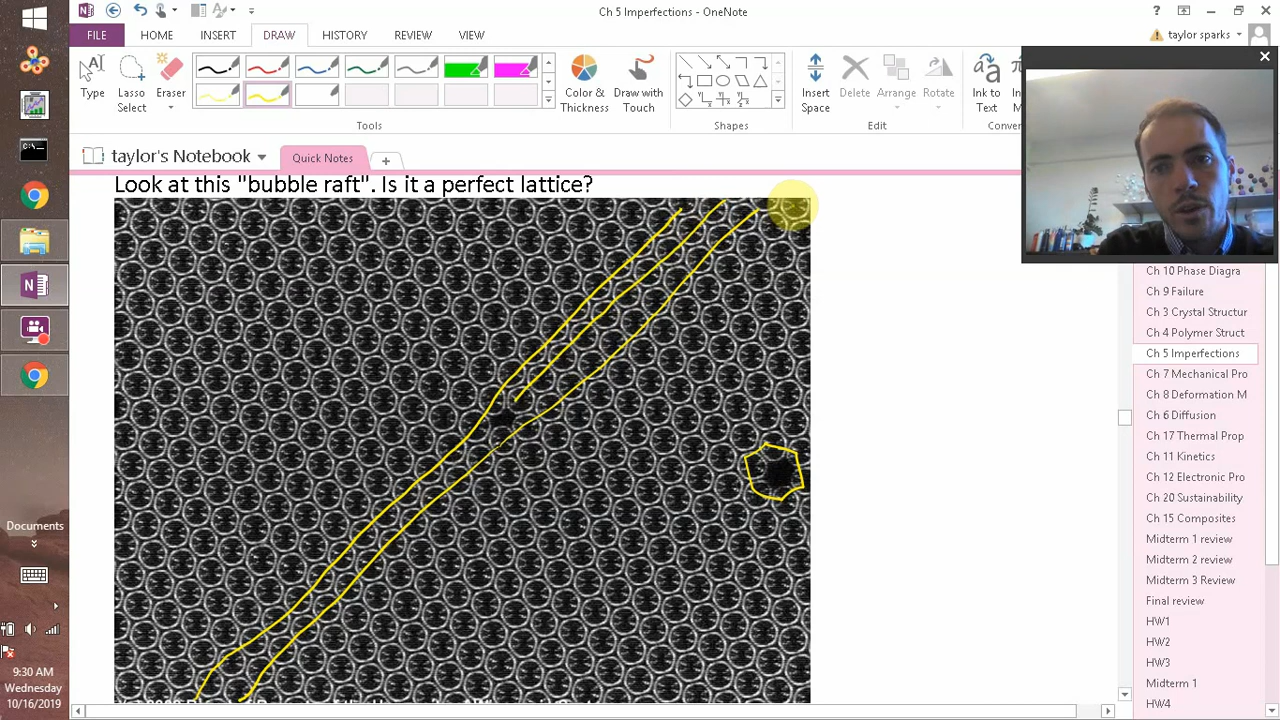 Ch 5 Imperfections - OneNote
FILE
HOME
INSERT
DRAW
HISTORY
REVIEW
VIEW
taylor sparks
Type
Lasso
Select
Eraser
Color &
Thickness
Draw with
Touch
Insert
Space
Delete
Arrange
Rotate
Ink to
Text
Tools
Shapes
Edit
Conver
taylor's Notebook
Quick Notes
Look at this "bubble raft". Is it a perfect lattice?
Ch 10 Phase Diagra
Ch 9 Failure
Ch 3 Crystal Structur
Ch 4 Polymer Struct
Ch 5 Imperfections
Ch 7 Mechanical Pro
Ch 8 Deformation M
Ch 6 Diffusion
Ch 17 Thermal Prop
Ch 11 Kinetics
Ch 12 Electronic Pro
Ch 20 Sustainability
Ch 15 Composites
Midterm 1 review
Midterm 2 review
Midterm 3 Review
Final review
HW1
HW2
HW3
Midterm 1
HW4
Documents
9:30 AM
Wednesday
10/16/2019